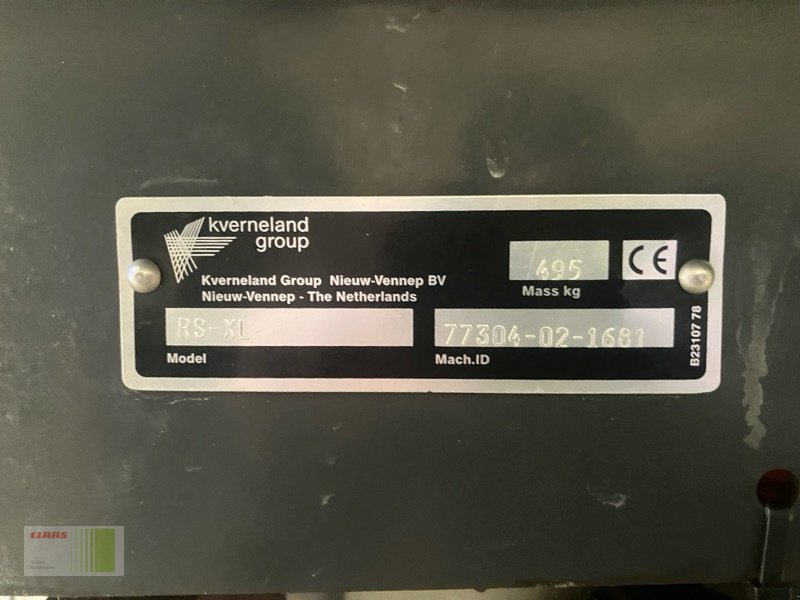 kverneland
group
Kverneland Group Nieuw-Vennep BV
Nieuw-Vennep - The Netherlands
495
Mass kg
CE
RS-XL
Model
77304-02-1681
Mach.ID
B23107 78
CLAAS